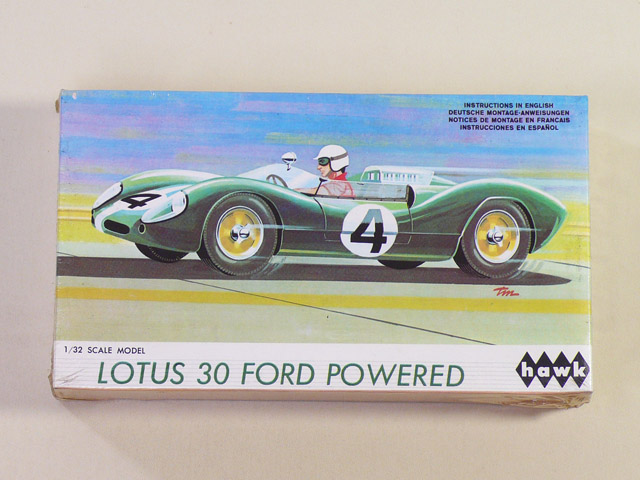 INSTRUCTIONS IN ENGLISH
DEUTSCHE MONTAGE-ANWEISUNGEN
NOTICES DE MONTAGE EN FRANCAIS
INSTRUCCIONES EN ESPAÑOL
4
4
Tm
1/32 SCALE MODEL
LOTUS 30 FORD POWERED
hawk